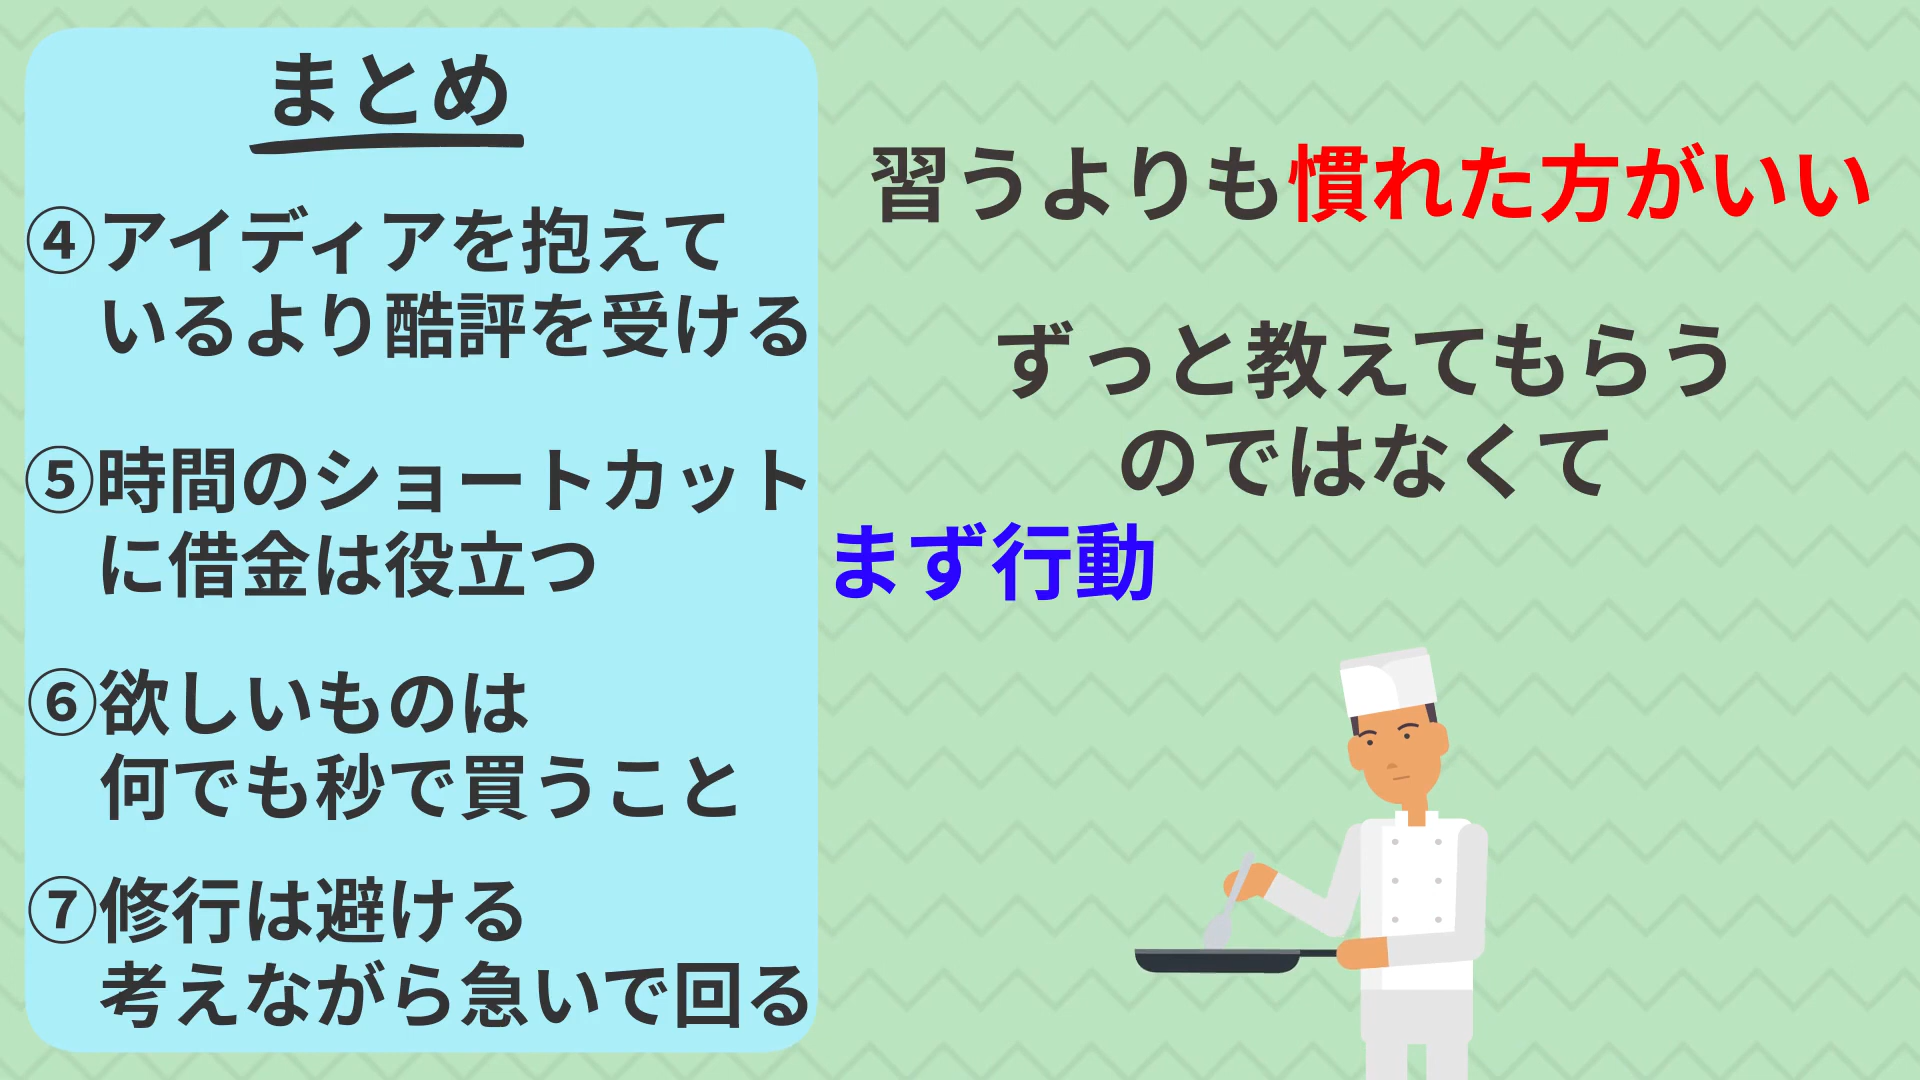 まとめ
④アイディアを抱えて
いるより酷評を受ける
⑤時間のショートカット
に借金は役立つ
⑥欲しいものは
何でも秒で買うこと
⑦修行は避ける
考えながら急いで回る
習うよりも慣れた方がいい
ずっと教えてもらう
のではなくて
まず行動